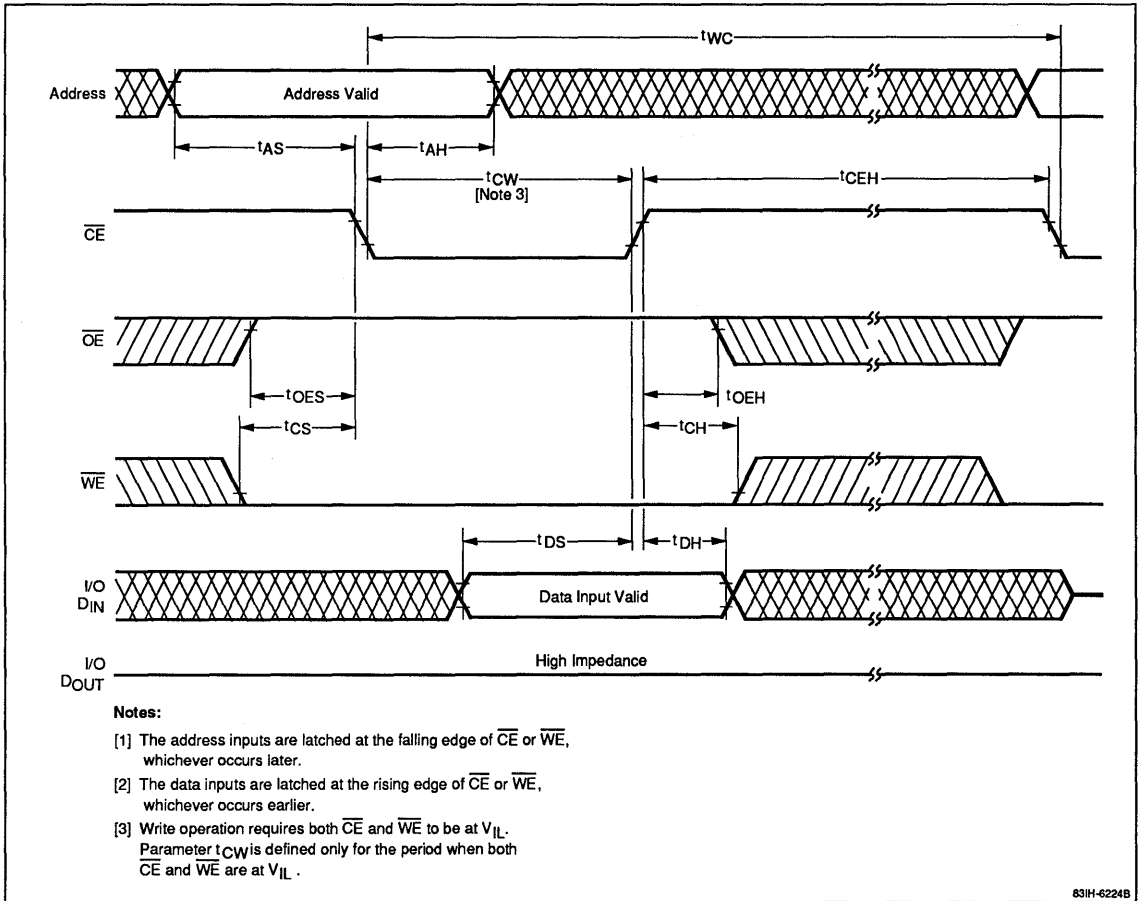 tWC
Address
Address Valid
tAS
tAH
tCW
[Note 3]
tCEH
CE
OE
tOES
tOEH
tCS
tCH
WE
tDS
tDH
I/O
DIN
Data Input Valid
I/O
DOUT
High Impedance
Notes:
[1] The address inputs are latched at the falling edge of CE or WE,
whichever occurs later.
[2] The data inputs are latched at the rising edge of CE or WE,
whichever occurs earlier.
[3] Write operation requires both CE and WE to be at VIL.
Parameter tCW is defined only for the period when both
CE and WE are at VIL .
83IH-6224B